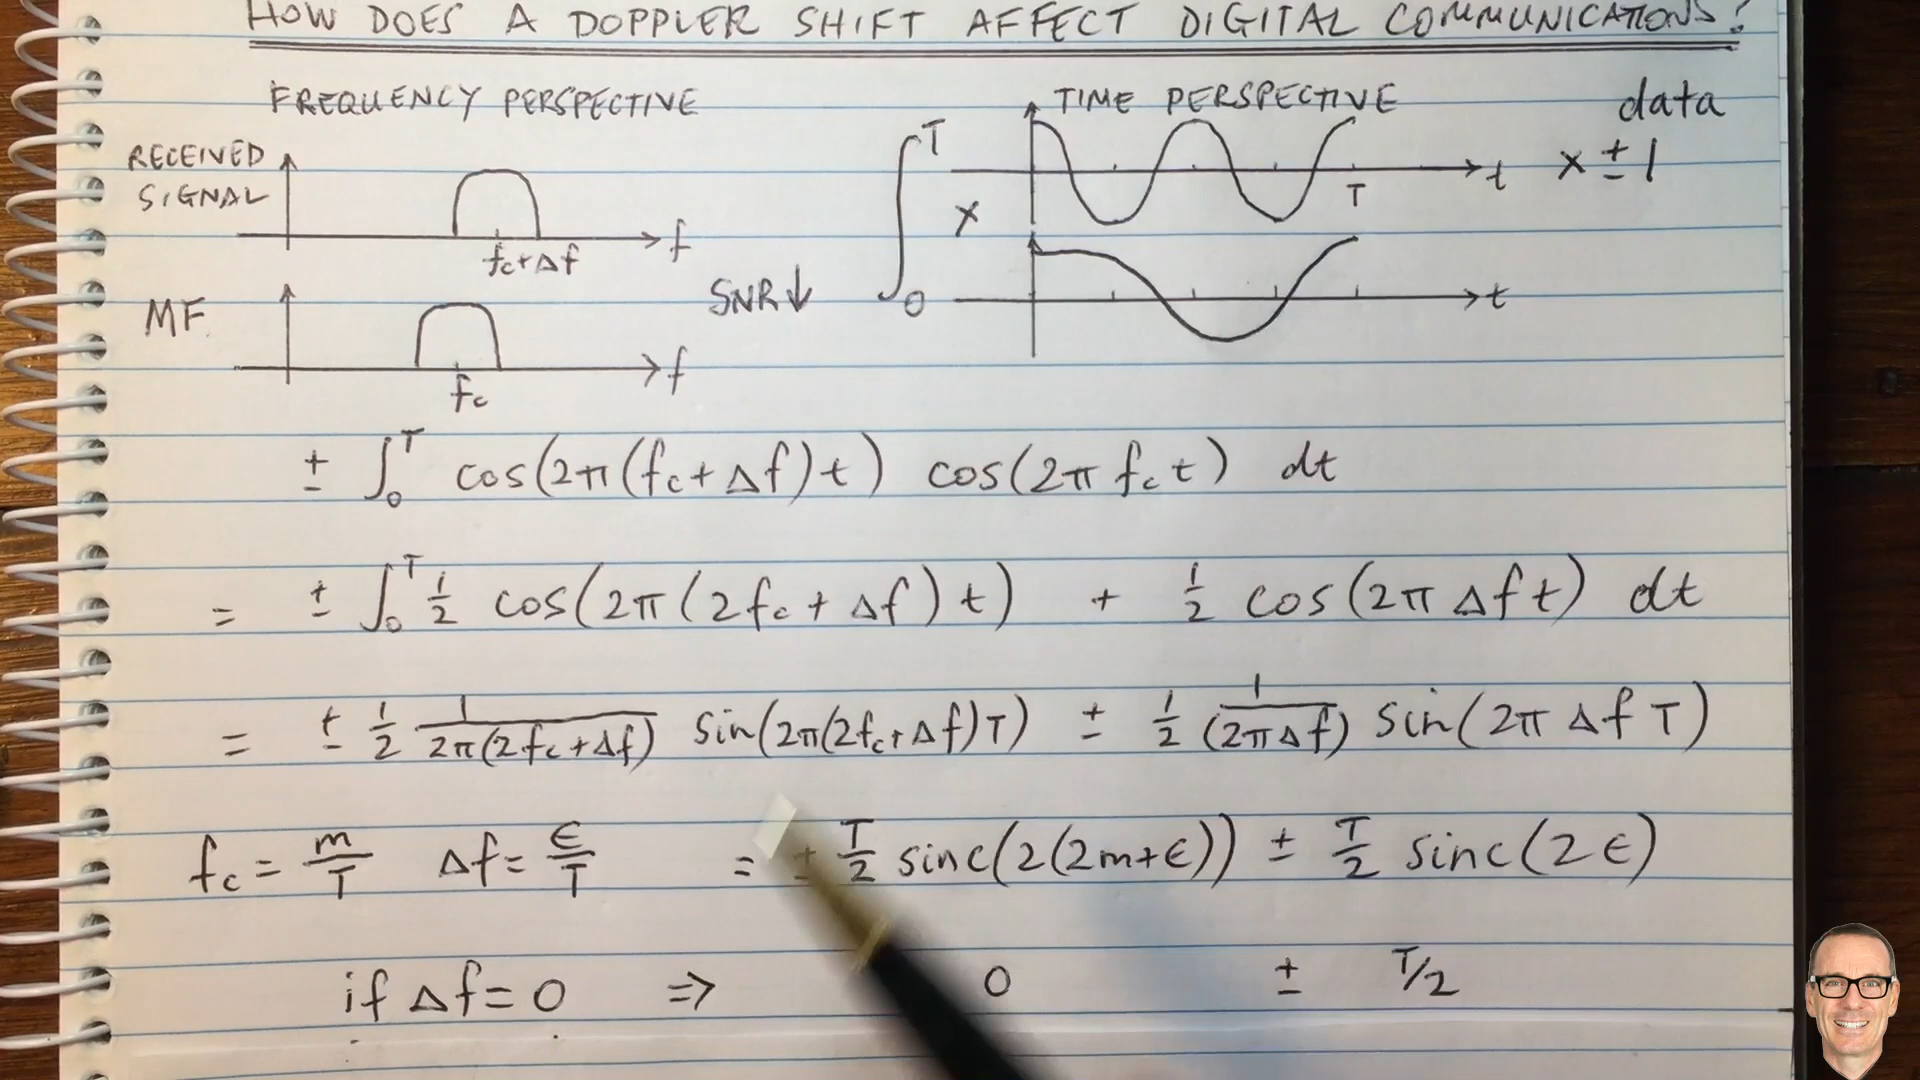 HOW DOES A DOPPLER SHIFT AFFECT DIGITAL COMMUNICATIONS?
FREQUENCY PERSPECTIVE
RECEIVED
SIGNAL
f
fc+Δf
MF
f
fc
SNR↓
TIME PERSPECTIVE
data
x ± 1
∫₀ᵀ
X
t
T
t
± ∫₀ᵀ cos(2π(fc+Δf)t) cos(2π fc t) dt
= ± ∫₀ᵀ 1/2 cos(2π(2fc+Δf)t) + 1/2 cos(2πΔft) dt
= ± 1/2 1/(2π(2fc+Δf)) sin(2π(2fc+Δf)T) ± 1/2 1/(2πΔf) sin(2πΔfT)
fc = m/T Δf = ϵ/T = ± T/2 sinc(2(2m+ϵ)) ± T/2 sinc(2ϵ)
if Δf=0 ⇒ 0 ± T/2